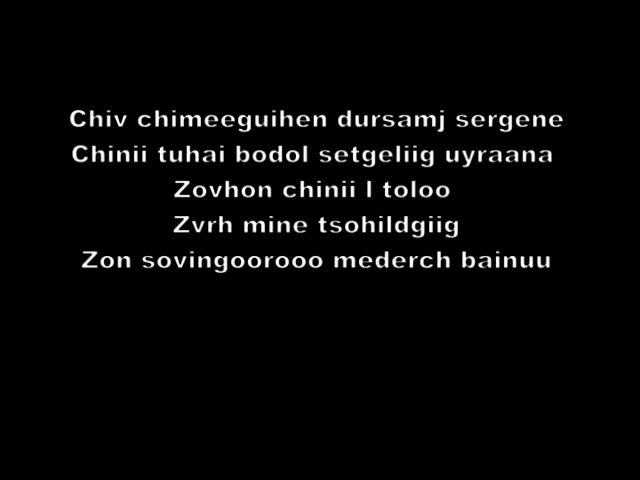 Chiv chimeeguihen dursamj sergene
Chinii tuhai bodol setgeliig uyraana
Zovhon chinii l toloo
Zvrh mine tsohildgiig
Zon sovingoorooo mederch bainuu